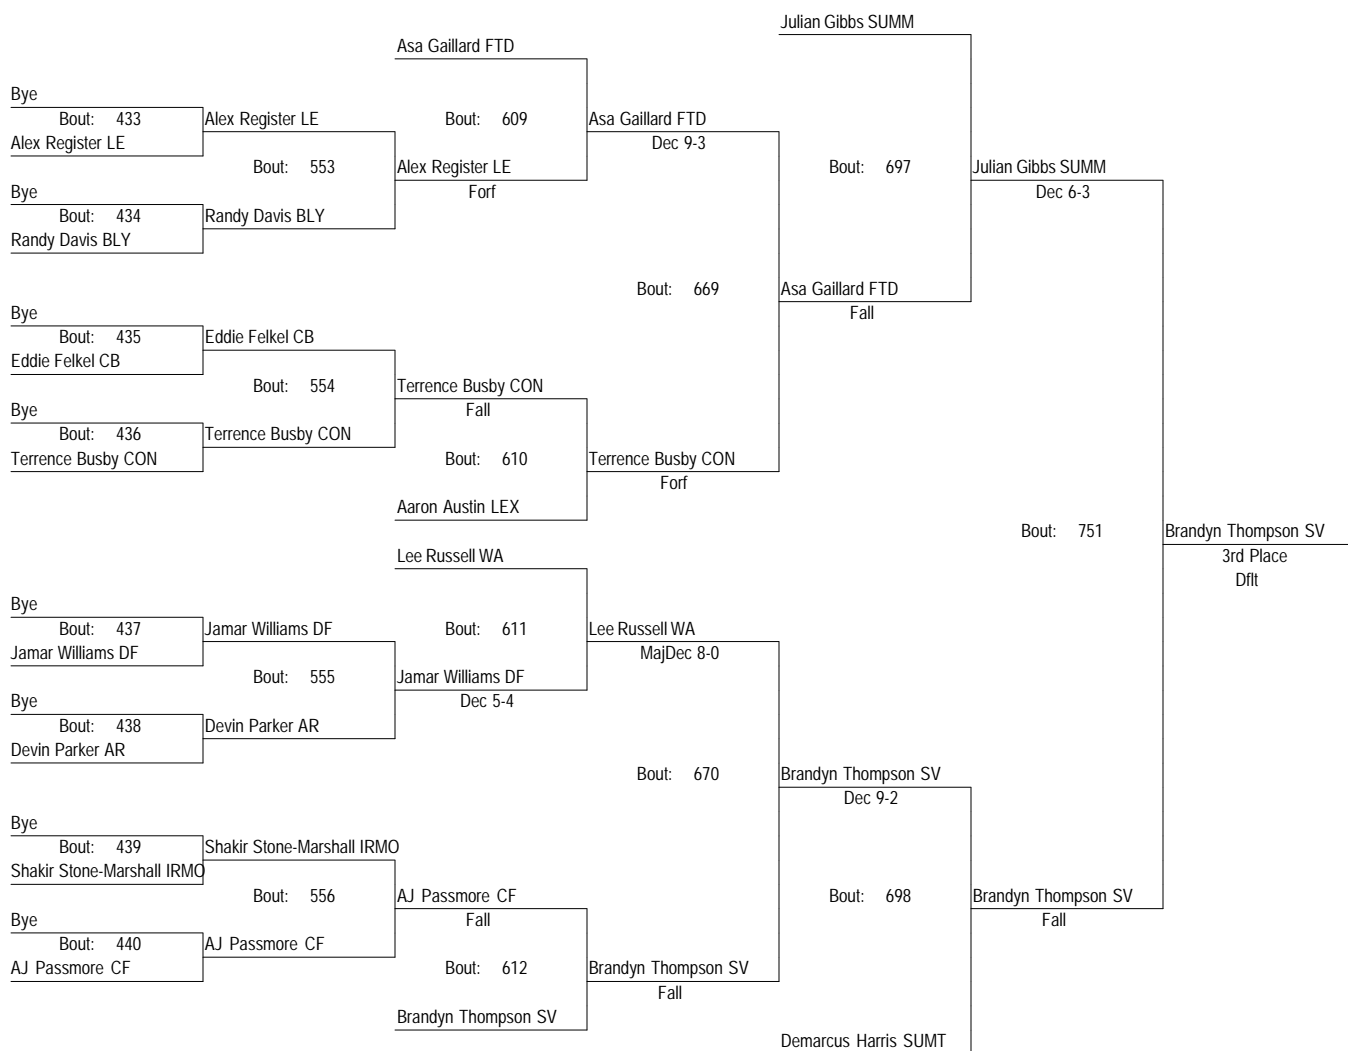 Julian Gibbs SUMM
Asa Gaillard FTD
Bye
Bout: 433
Alex Register LE
Alex Register LE
Bout: 609
Asa Gaillard FTD
Dec 9-3
Bout: 553
Alex Register LE
Forf
Bout: 697
Julian Gibbs SUMM
Dec 6-3
Bye
Bout: 434
Randy Davis BLY
Randy Davis BLY
Bout: 669
Asa Gaillard FTD
Fall
Bye
Bout: 435
Eddie Felkel CB
Eddie Felkel CB
Bout: 554
Terrence Busby CON
Fall
Bye
Bout: 436
Terrence Busby CON
Terrence Busby CON
Bout: 610
Terrence Busby CON
Forf
Aaron Austin LEX
Bout: 751
Brandyn Thompson SV
3rd Place
Dflt
Lee Russell WA
Bye
Bout: 437
Jamar Williams DF
Jamar Williams DF
Bout: 611
Lee Russell WA
MajDec 8-0
Bout: 555
Jamar Williams DF
Dec 5-4
Bye
Bout: 438
Devin Parker AR
Devin Parker AR
Bout: 670
Brandyn Thompson SV
Dec 9-2
Bye
Bout: 439
Shakir Stone-Marshall IRMO
Shakir Stone-Marshall IRMO
Bout: 556
AJ Passmore CF
Fall
Bout: 698
Brandyn Thompson SV
Fall
Bye
Bout: 440
AJ Passmore CF
AJ Passmore CF
Bout: 612
Brandyn Thompson SV
Fall
Brandyn Thompson SV
Demarcus Harris SUMT